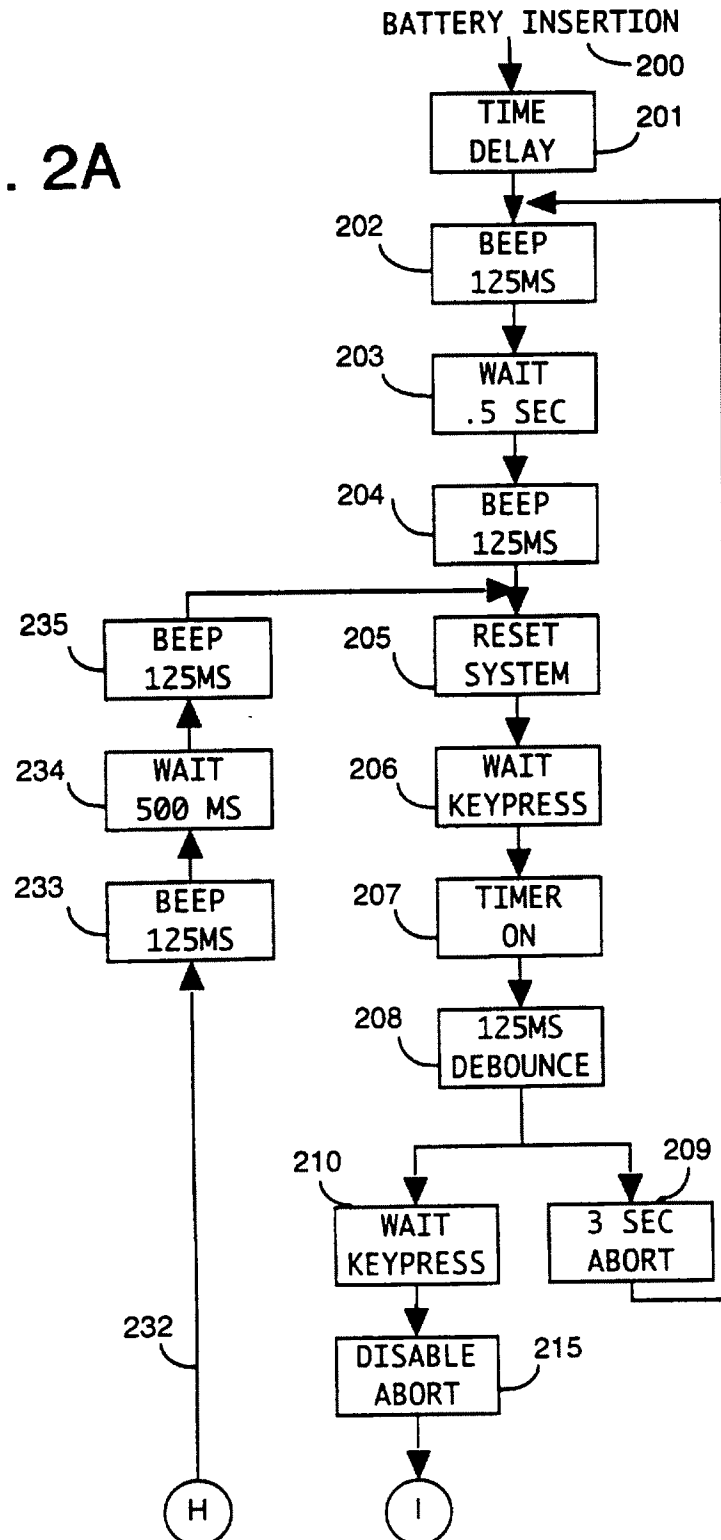 BATTERY INSERTION
200
. 2A
TIME
DELAY
201
202
BEEP
125MS
203
WAIT
.5 SEC
204
BEEP
125MS
235
BEEP
125MS
205
RESET
SYSTEM
234
WAIT
500 MS
206
WAIT
KEYPRESS
233
BEEP
125MS
207
TIMER
ON
208
125MS
DEBOUNCE
210
WAIT
KEYPRESS
209
3 SEC
ABORT
232
DISABLE
ABORT
215
H
I